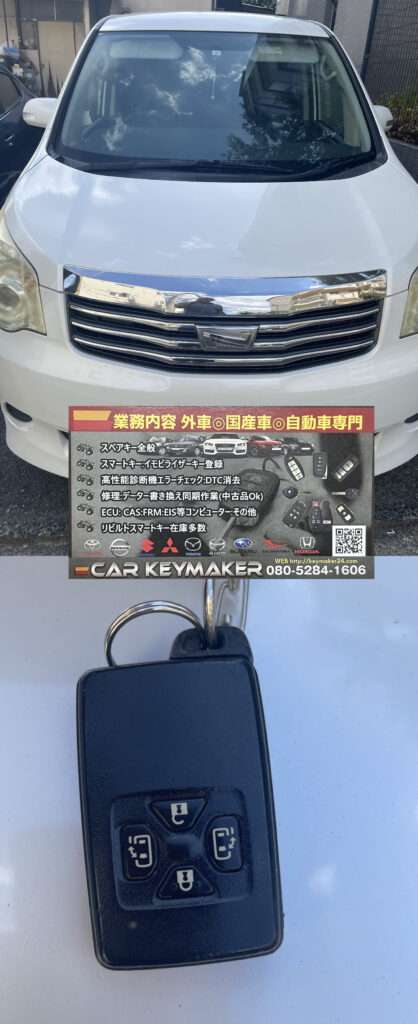 業務内容 外車◎国産車◎自動車専門
スペアキー全般
スマートキー・イモビライザーキー登録
高性能診断機エラーチェック:DTC消去
修理:データー書き換え同期作業(中古品Ok)
ECU: CAS:FRM:EIS等コンピューターその他
リビルトスマートキー在庫多数
HONDA
WEB http://keymaker24.com
CAR KEYMAKER 080-5284-1606